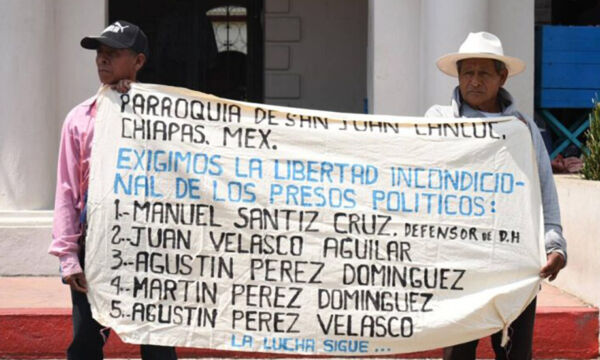 PARROQUIA DE SAN JUAN CANCUC,
CHIAPAS. MEX.
EXIGIMOS LA LIBERTAD INCONDICIO-
NAL DE LOS PRESOS POLITICOS:
1.-MANUEL SANTIZ CRUZ. DEFENSOR DE D.H
2.-JUAN VELASCO AGUILAR
3.-AGUSTIN PEREZ DOMINGUEZ
4.-MARTIN PEREZ DOMINGUEZ
5.-AGUSTIN PEREZ VELASCO
LA LUCHA SIGUE...